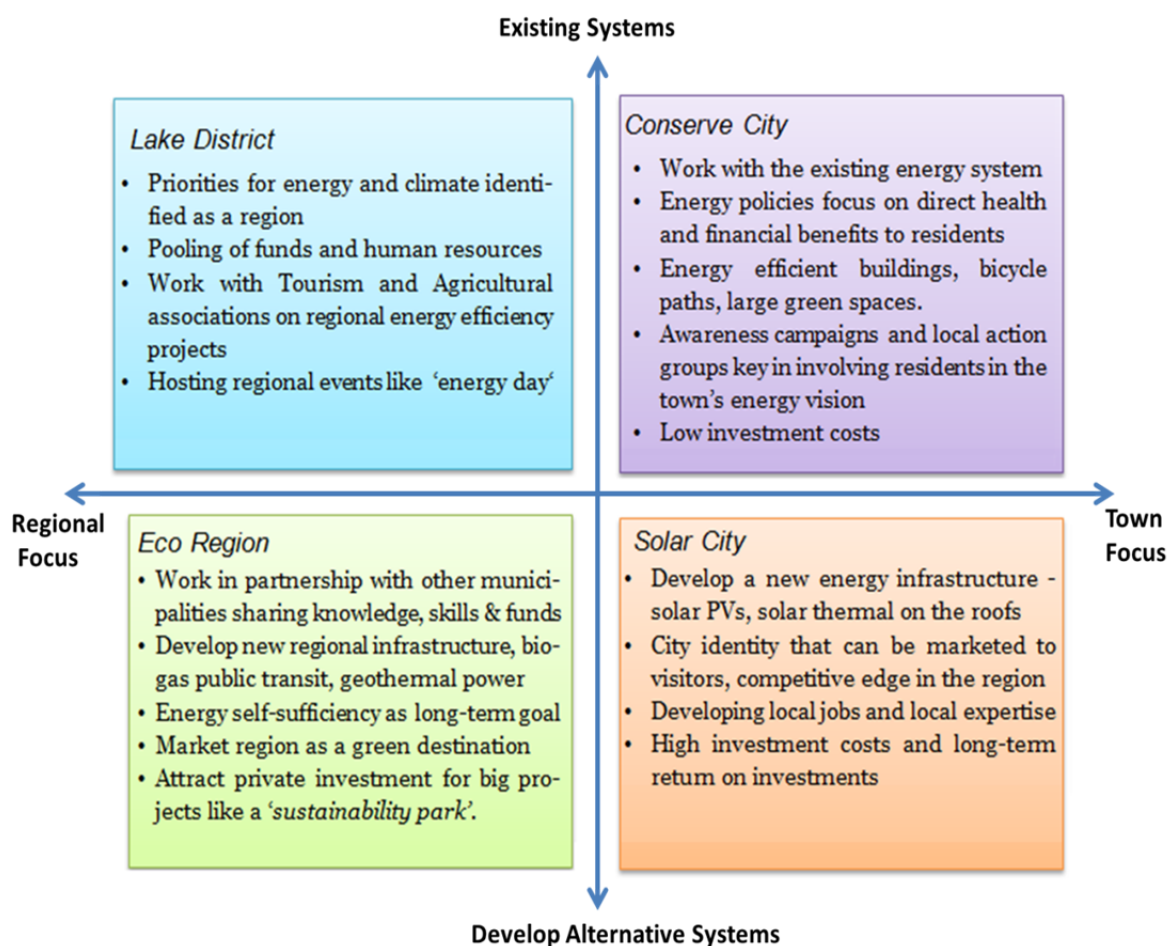 Existing Systems
Lake District
• Priorities for energy and climate identi-
fied as a region
• Pooling of funds and human resources
• Work with Tourism and Agricultural
associations on regional energy efficiency
projects
• Hosting regional events like ‘energy day‘
Conserve City
• Work with the existing energy system
• Energy policies focus on direct health
and financial benefits to residents
• Energy efficient buildings, bicycle
paths, large green spaces.
• Awareness campaigns and local action
groups key in involving residents in the
town’s energy vision
• Low investment costs
Regional
Focus
Town
Focus
Eco Region
• Work in partnership with other munici-
palities sharing knowledge, skills & funds
• Develop new regional infrastructure, bio-
gas public transit, geothermal power
• Energy self-sufficiency as long-term goal
• Market region as a green destination
• Attract private investment for big pro-
jects like a ‘sustainability park’.
Solar City
• Develop a new energy infrastructure -
solar PVs, solar thermal on the roofs
• City identity that can be marketed to
visitors, competitive edge in the region
• Developing local jobs and local expertise
• High investment costs and long-term
return on investments
Develop Alternative Systems